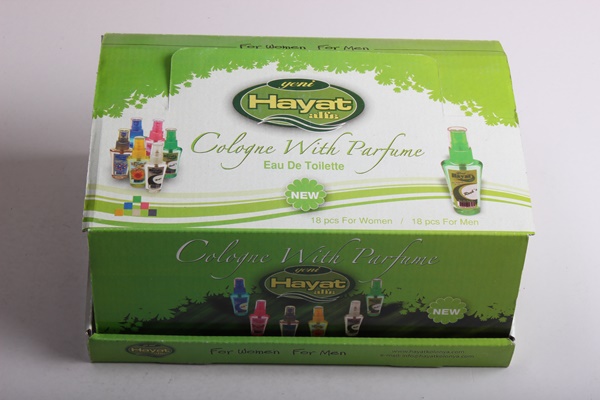 For Women For Men
yeni
Hayat
altın
Cologne With Parfume
Eau De Toilette
Hayat
NEW
18 pcs For Women / 18 pcs For Men
Cologne With Parfume
yeni
Hayat
altın
NEW
Hayat
For Women For Men